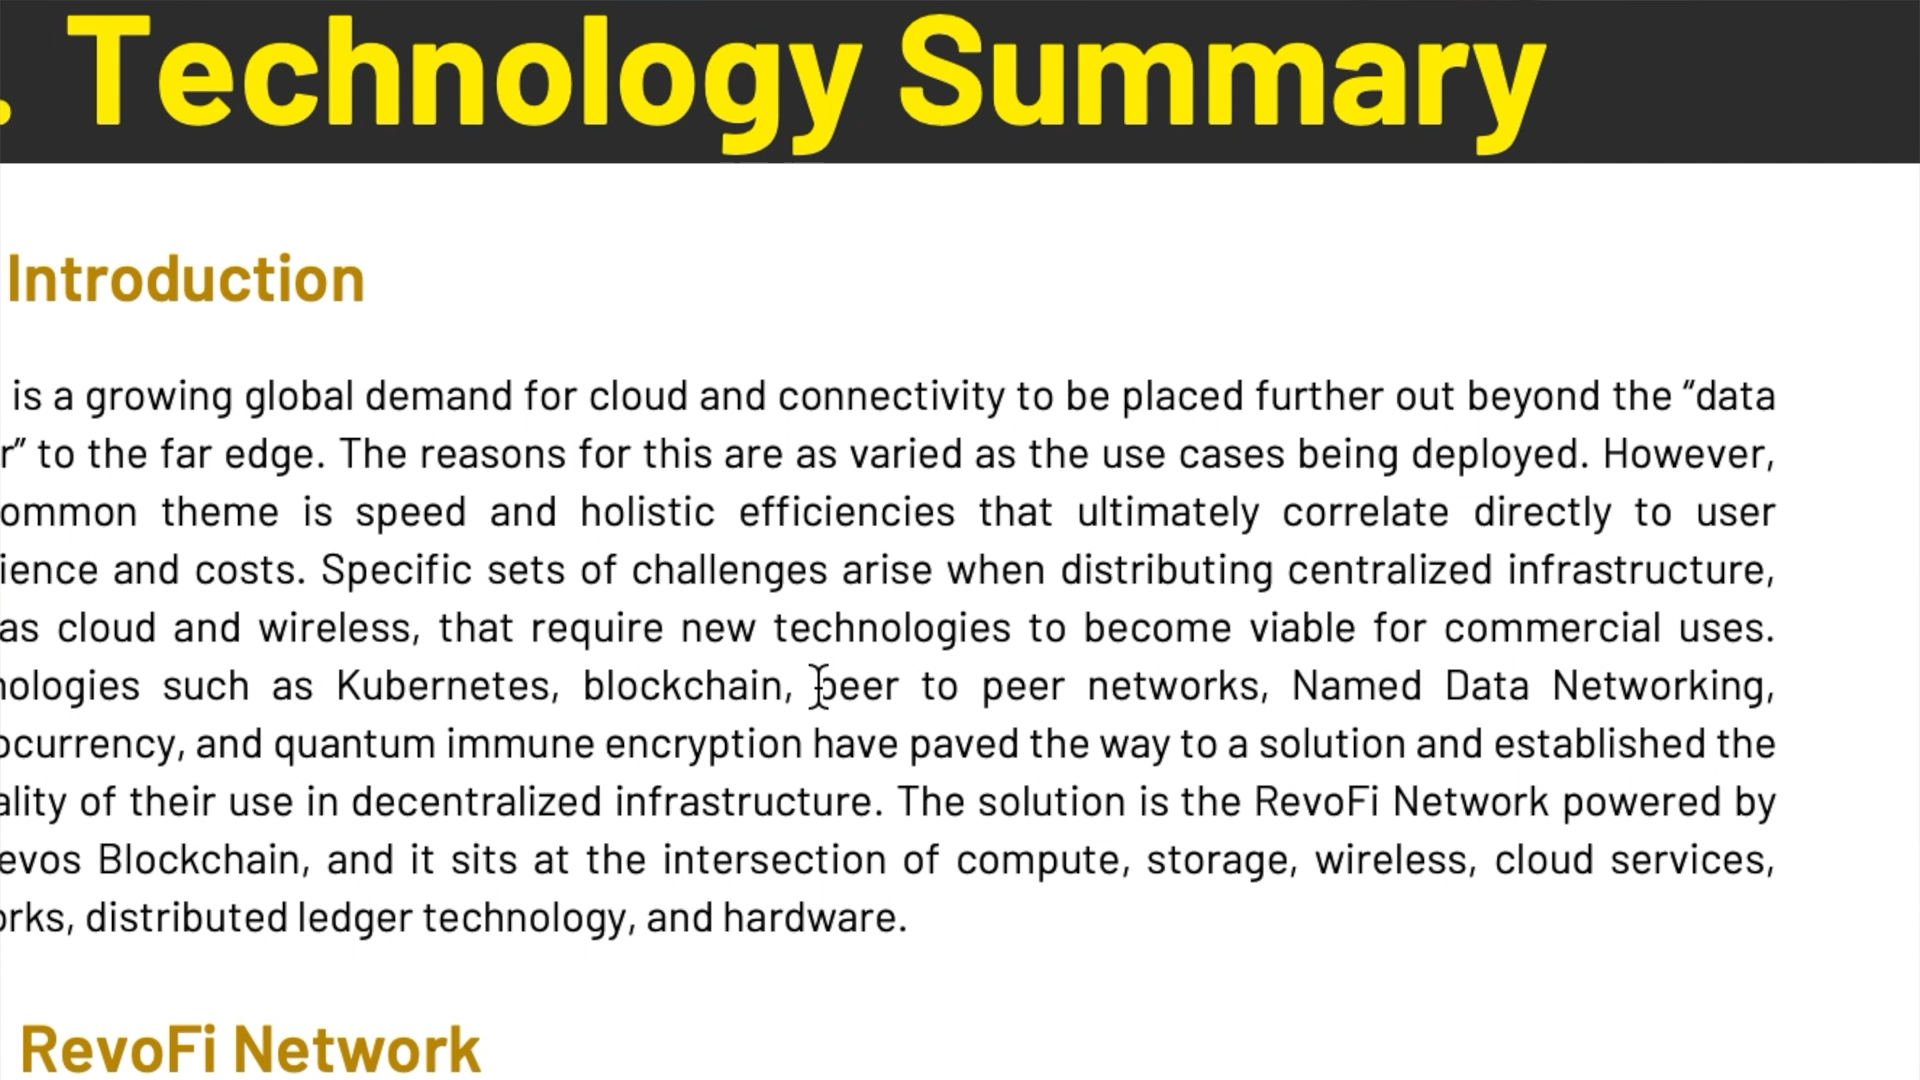 . Technology Summary
Introduction
is a growing global demand for cloud and connectivity to be placed further out beyond the “data
r” to the far edge. The reasons for this are as varied as the use cases being deployed. However,
ommon theme is speed and holistic efficiencies that ultimately correlate directly to user
ience and costs. Specific sets of challenges arise when distributing centralized infrastructure,
as cloud and wireless, that require new technologies to become viable for commercial uses.
nologies such as Kubernetes, blockchain, peer to peer networks, Named Data Networking,
ocurrency, and quantum immune encryption have paved the way to a solution and established the
ality of their use in decentralized infrastructure. The solution is the RevoFi Network powered by
evos Blockchain, and it sits at the intersection of compute, storage, wireless, cloud services,
orks, distributed ledger technology, and hardware.
RevoFi Network